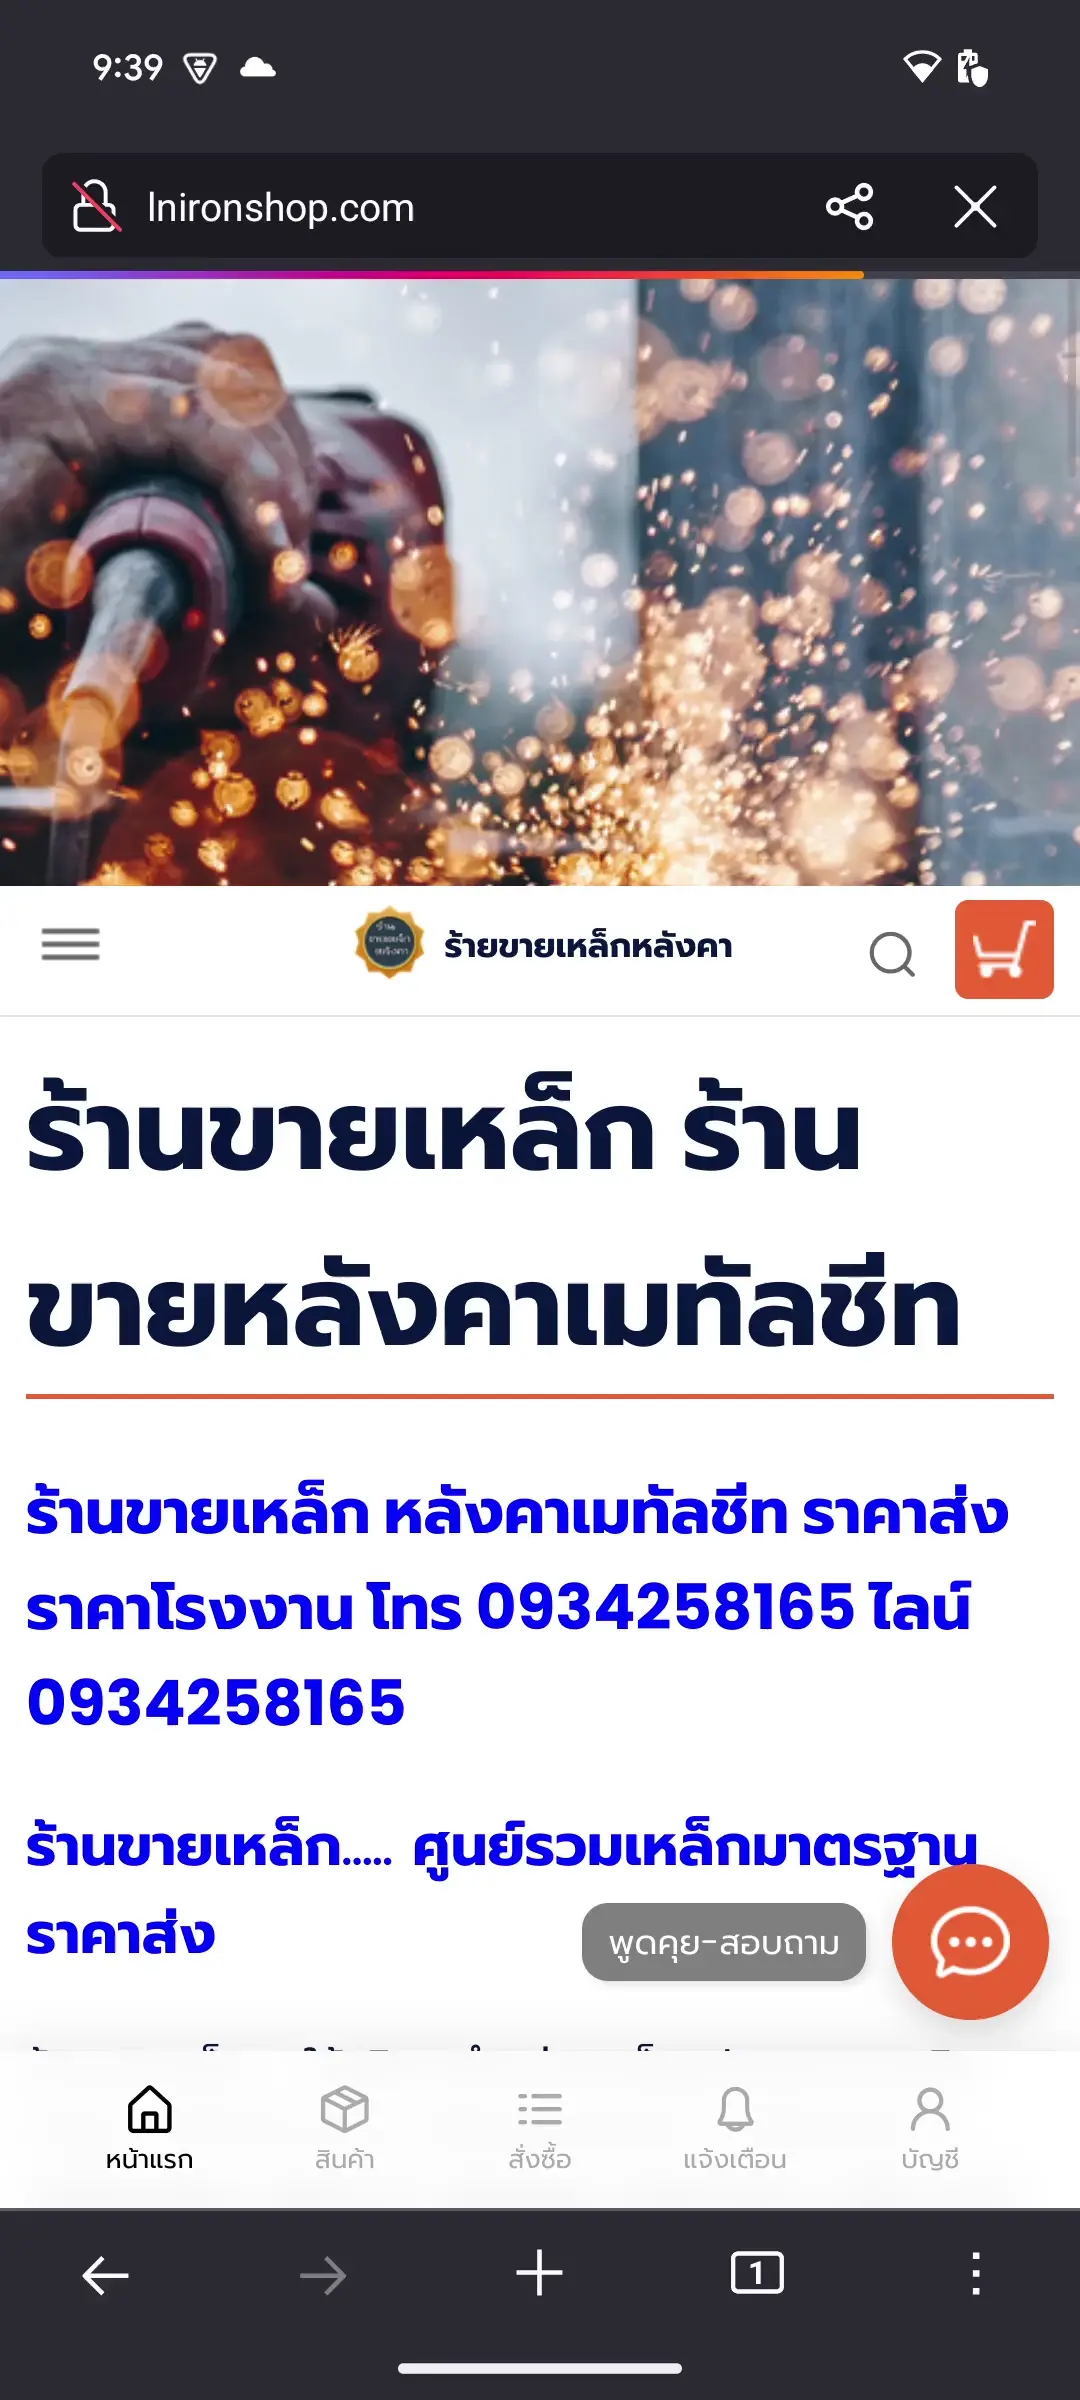 9:39
lnironshop.com
ร้ายขายเหล็กหลังคา
ร้านขายเหล็ก ร้าน
ขายหลังคาเมทัลชีท
ร้านขายเหล็ก หลังคาเมทัลชีท ราคาส่ง
ราคาโรงงาน โทร 0934258165 ไลน์
0934258165
ร้านขายเหล็ก..... ศูนย์รวมเหล็กมาตรฐาน
ราคาส่ง
พูดคุย-สอบถาม
หน้าแรก
สินค้า
สั่งซื้อ
แจ้งเตือน
บัญชี
1